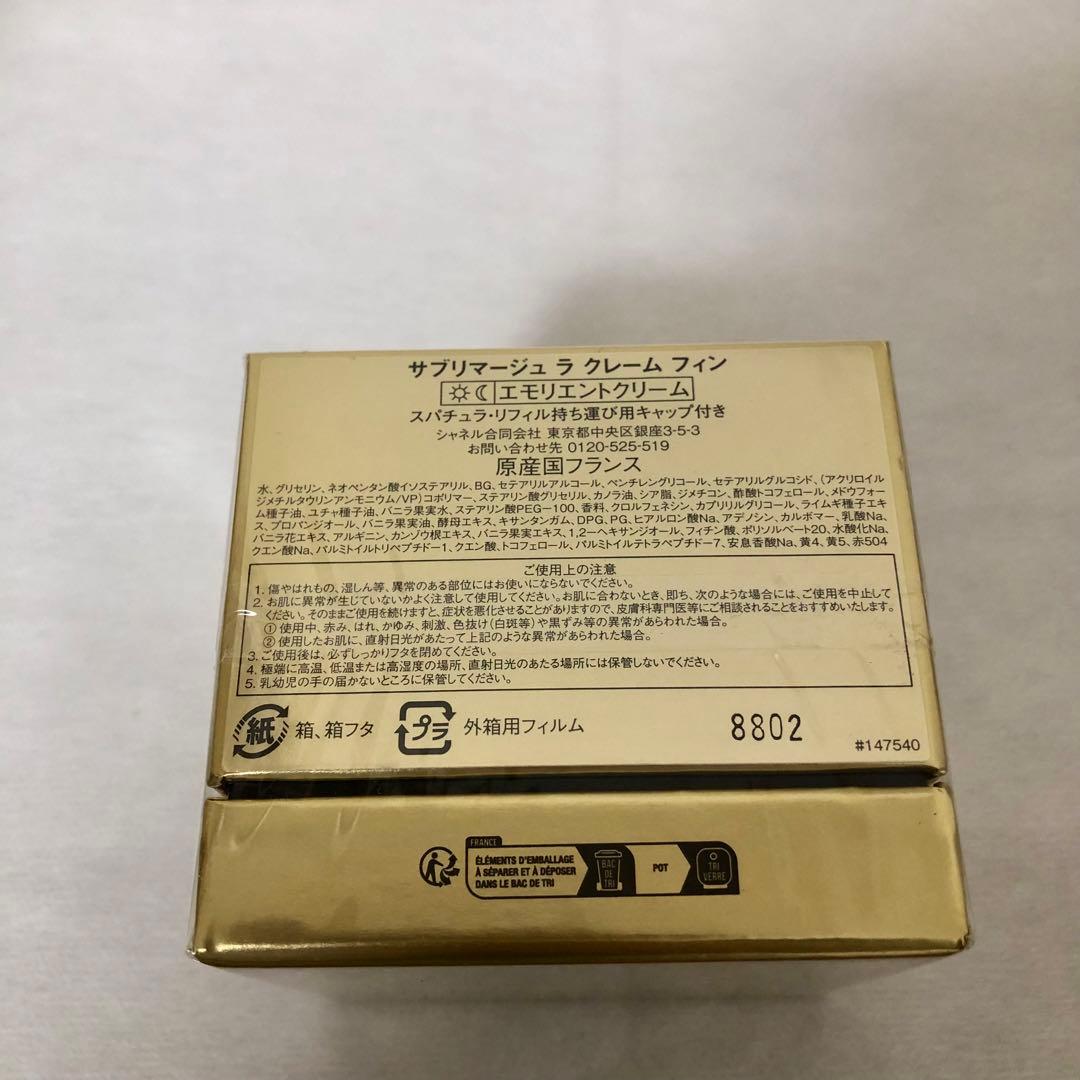 サブリマージュ ラ クレーム フィン
エモリエントクリーム
スパチュラ・リフィル持ち運び用キャップ付き
シャネル合同会社 東京都中央区銀座3-5-3
お問い合わせ先 0120-525-519
原産国フランス
水、グリセリン、ネオペンタン酸イソステアリル、BG、セテアリルアルコール、ペンチレングリコール、セテアリルグルコシド、(アクリロイル
ジメチルタウリンアンモニウム/VP)コポリマー、ステアリン酸グリセリル、カノラ油、シア脂、ジメチコン、酢酸トコフェロール、メドウフォー
ム種子油、ユチャ種子油、バニラ果実水、ステアリン酸PEG-100、香料、クロルフェネシン、カプリリルグリコール、ライムギ種子エキ
ス、プロパンジオール、バニラ果実油、酵母エキス、キサンタンガム、DPG、PG、ヒアルロン酸Na、アデノシン、カルボマー、乳酸Na、
バニラ花エキス、アルギニン、カンゾウ根エキス、バニラ果実エキス、1,2-ヘキサンジオール、フィチン酸、ポリソルベート20、水酸化Na、
クエン酸Na、パルミトイルトリペプチド-1、クエン酸、トコフェロール、パルミトイルテトラペプチド-7、安息香酸Na、黄4、黄5、赤504
ご使用上の注意
1. 傷やはれもの、湿しん等、異常のある部位にはお使いにならないでください。
2. お肌に異常が生じていないかよく注意して使用してください。お肌に合わないとき、即ち、次のような場合には、ご使用を中止して
ください。そのままご使用を続けますと、症状を悪化させることがありますので、皮膚科専門医等にご相談されることをおすすめいたします。
①使用中、赤み、はれ、かゆみ、刺激、色抜け(白斑等)や黒ずみ等の異常があらわれた場合。
②使用したお肌に、直射日光があたって上記のような異常があらわれた場合。
3. ご使用後は、必ずしっかりフタを閉めてください。
4. 極端に高温、低温または高湿度の場所、直射日光のあたる場所には保管しないでください。
5. 乳幼児の手の届かないところに保管してください。
紙 箱、箱フタ プラ 外箱用フィルム 8802 #147540
FRANCE
ÉLÉMENTS D'EMBALLAGE
À SÉPARER ET À DÉPOSER
DANS LE BAC DE TRI
BAC
DE
TRI
POT
TRI
VERRE